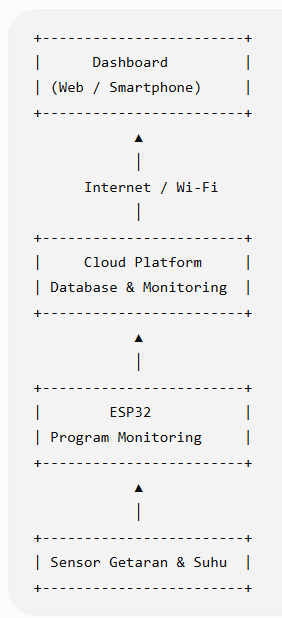 +------------------------+
|      Dashboard         |
| (Web / Smartphone)     |
+------------------------+
            ▲
            │
      Internet / Wi-Fi
            │
+------------------------+
|     Cloud Platform     |
| Database & Monitoring  |
+------------------------+
            ▲
            │
+------------------------+
|        ESP32           |
| Program Monitoring     |
+------------------------+
            ▲
            │
+------------------------+
| Sensor Getaran & Suhu  |
+------------------------+